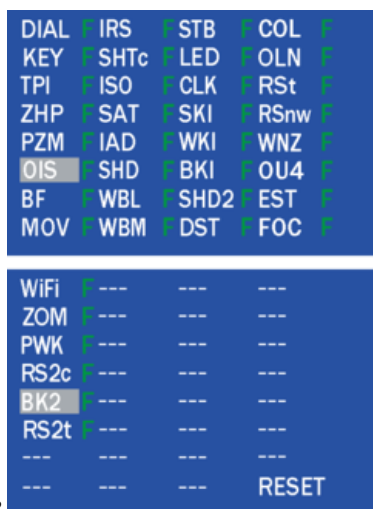 DIAL F IRS F STB F COL F
KEY F SHTc F LED F OLN F
TPI F ISO F CLK F RSt F
ZHP F SAT F SKI F RSnw F
PZM F IAD F WKI F WNZ F
OIS F SHD F BKI F OU4 F
BF F WBL F SHD2 F EST F
MOV F WBM F DST F FOC F
WiFi F --- --- ---
ZOM F --- --- ---
PWK F --- --- ---
RS2c F --- --- ---
BK2 F --- --- ---
RS2t F --- --- ---
--- --- --- ---
--- --- --- RESET